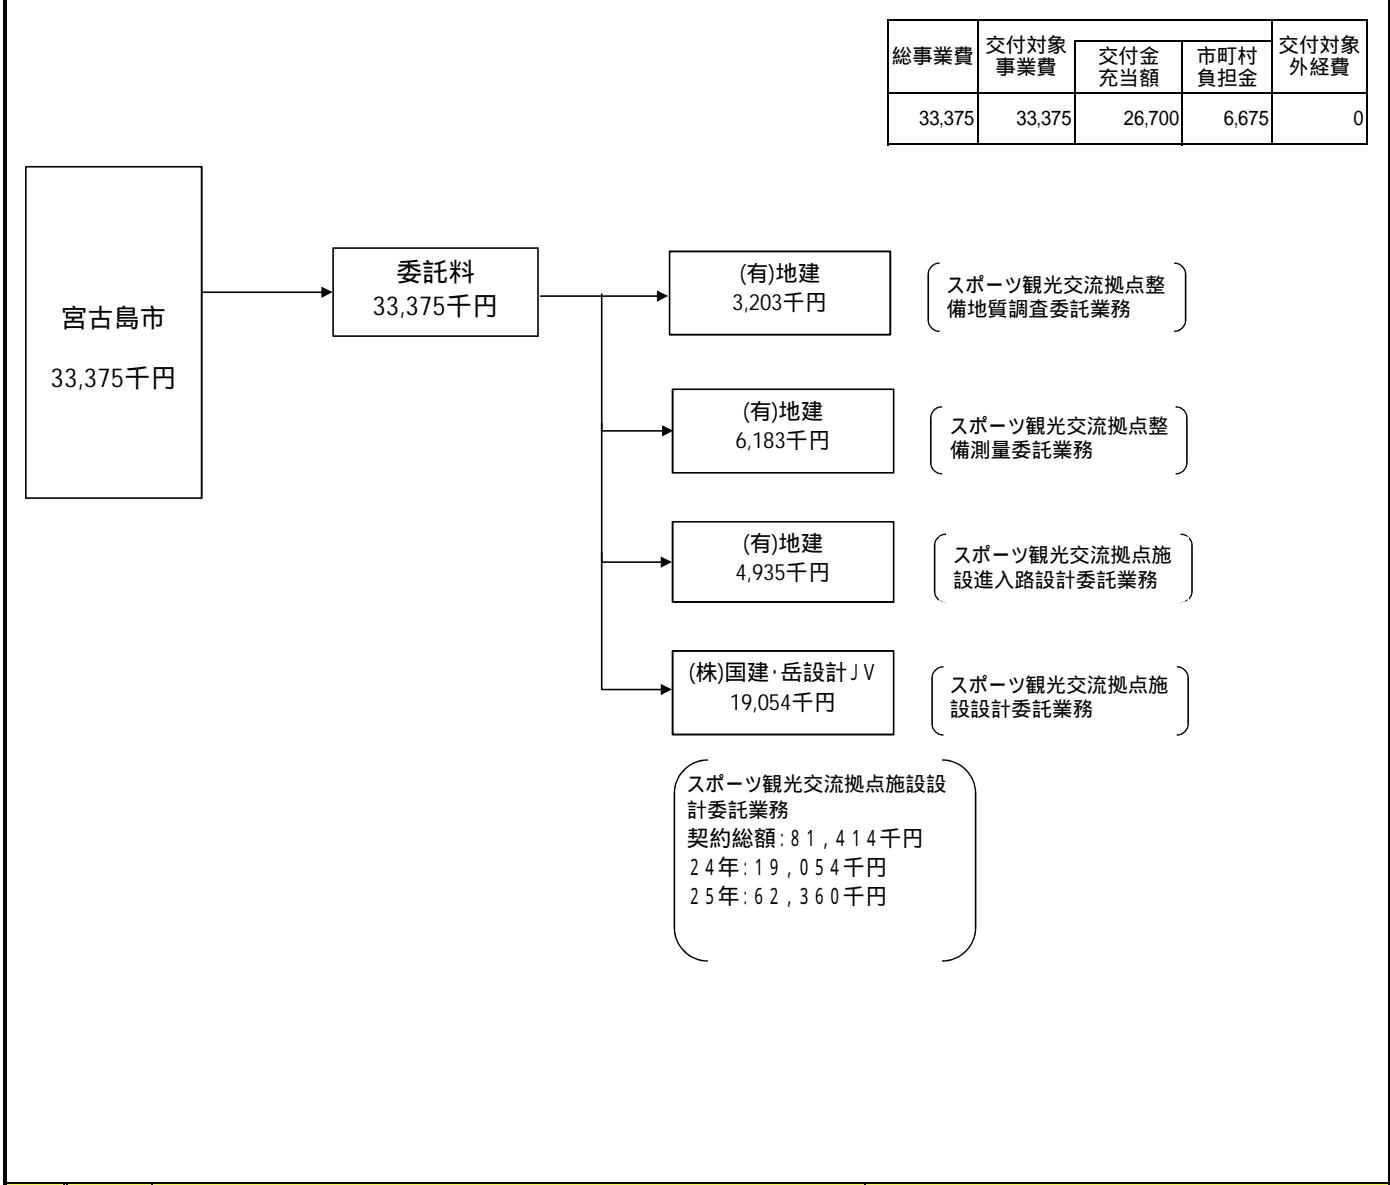 総事業費
交付対象
事業費
交付金
充当額
市町村
負担金
交付対象
外経費
33,375
33,375
26,700
6,675
0
宮古島市
33,375千円
委託料
33,375千円
(有)地建
3,203千円
スポーツ観光交流拠点整
備地質調査委託業務
(有)地建
6,183千円
スポーツ観光交流拠点整
備測量委託業務
(有)地建
4,935千円
スポーツ観光交流拠点施
設進入路設計委託業務
(株)国建・岳設計JV
19,054千円
スポーツ観光交流拠点施
設設計委託業務
スポーツ観光交流拠点施設設
計委託業務
契約総額:81,414千円
24年:19,054千円
25年:62,360千円